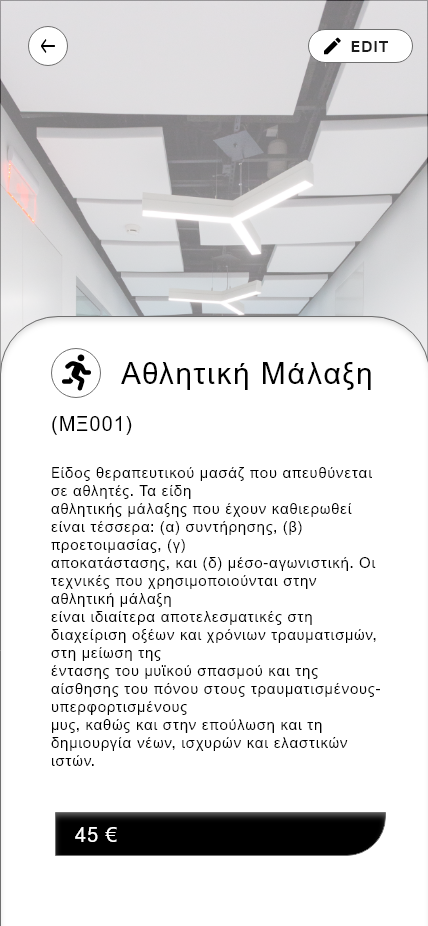 EDIT
Αθλητική Μάλαξη
(ΜΞ001)
Είδος θεραπευτικού μασάζ που απευθύνεται
σε αθλητές. Τα είδη
αθλητικής μάλαξης που έχουν καθιερωθεί
είναι τέσσερα: (α) συντήρησης, (β)
προετοιμασίας, (γ)
αποκατάστασης, και (δ) μέσο-αγωνιστική. Οι
τεχνικές που χρησιμοποιούνται στην
αθλητική μάλαξη
είναι ιδιαίτερα αποτελεσματικές στη
διαχείριση οξέων και χρόνιων τραυματισμών,
στη μείωση της
έντασης του μυϊκού σπασμού και της
αίσθησης του πόνου στους τραυματισμένους-
υπερφορτισμένους
μυς, καθώς και στην επούλωση και τη
δημιουργία νέων, ισχυρών και ελαστικών
ιστών.
45 €